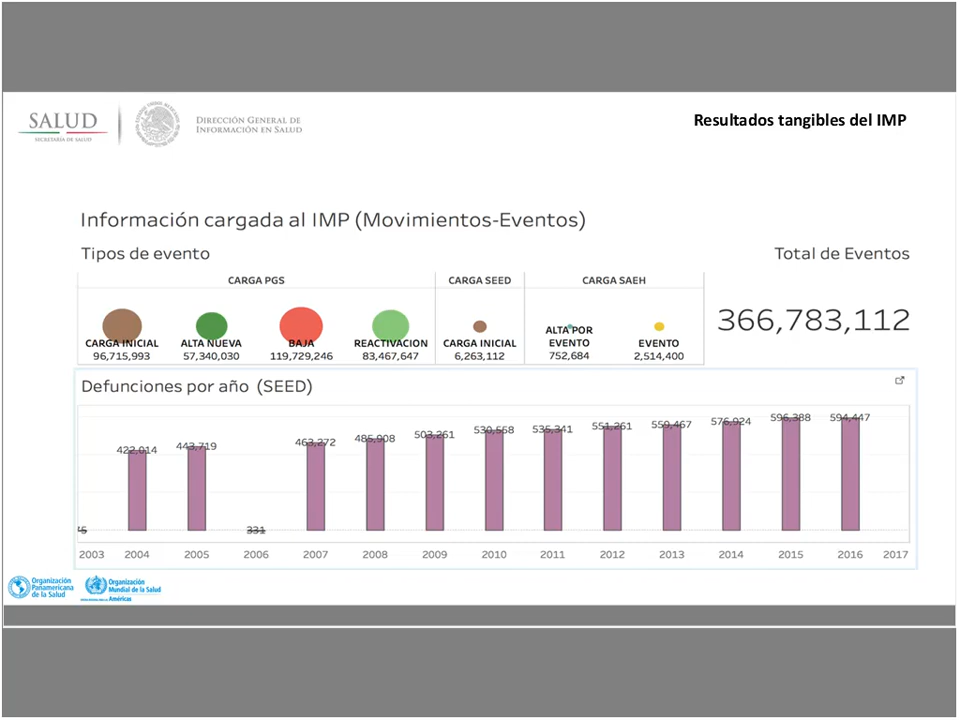 SALUD
SECRETARÍA DE SALUD
DIRECCIÓN GENERAL DE
INFORMACIÓN EN SALUD
Resultados tangibles del IMP
Información cargada al IMP (Movimientos-Eventos)
Tipos de evento
Total de Eventos
CARGA PGS
CARGA SEED
CARGA SAEH
366,783,112
CARGA INICIAL
96,715,993
ALTA NUEVA
57,340,030
BAJA
119,729,246
REACTIVACION
83,467,647
CARGA INICIAL
6,263,112
ALTA POR
EVENTO
752,684
EVENTO
2,514,400
Defunciones por año (SEED)
422,014
443,719
331
463,272
485,008
503,261
530,558
535,341
551,261
559,467
576,924
596,388
594,447
2003 2004 2005 2006 2007 2008 2009 2010 2011 2012 2013 2014 2015 2016 2017
Organización
Panamericana
de la Salud
Organización
Mundial de la Salud
Américas